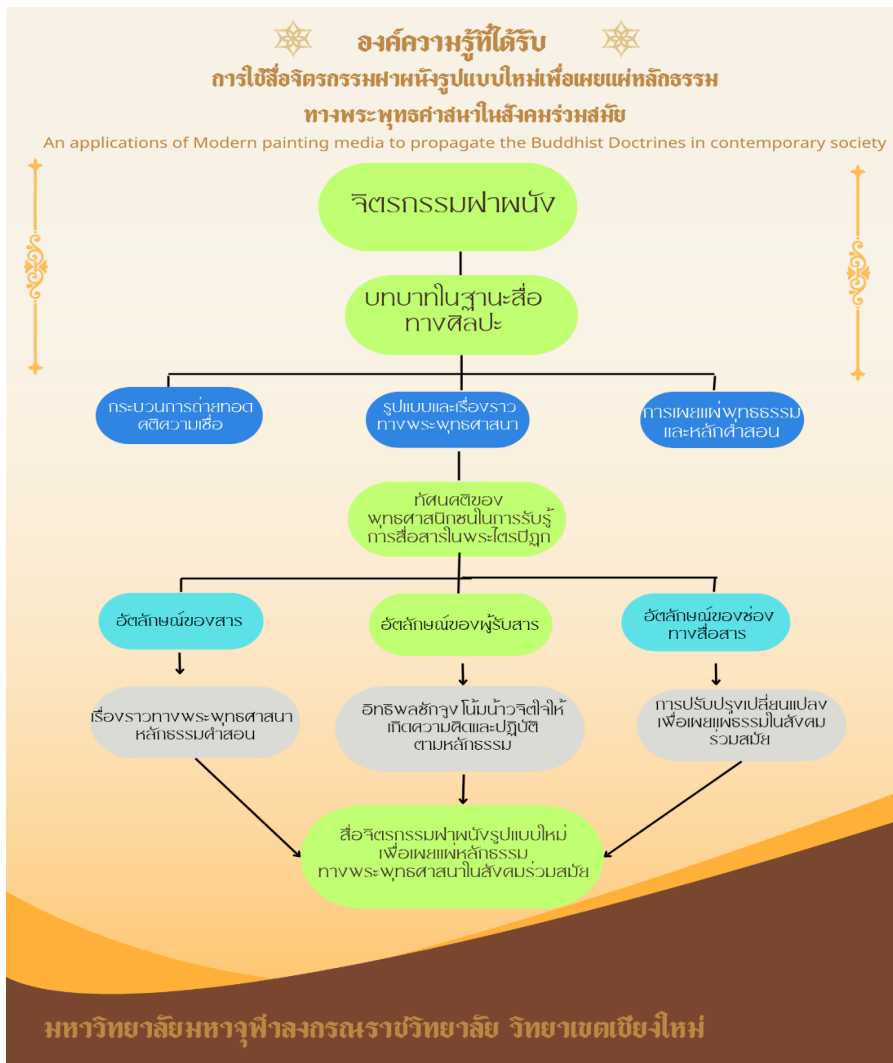 องค์ความรู้ที่ได้รับ
การใช้สื่อจิตรกรรมฝาผนังรูปแบบใหม่เพื่อเผยแผ่หลักธรรม
ทางพระพุทธศาสนาในสังคมร่วมสมัย
An applications of Modern painting media to propagate the Buddhist Doctrines in contemporary society
จิตรกรรมฝาผนัง
บทบาทในฐานะสื่อ
ทางศิลปะ
กระบวนการถ่ายทอด
คติความเชื่อ
รูปแบบและเรื่องราว
ทางพระพุทธศาสนา
การเผยแผ่พุทธธรรม
และหลักคำสอน
ทัศนคติของ
พุทธศาสนิกชนในการรับรู้
การสื่อสารในพระไตรปิฎก
อัตลักษณ์ของสาร
อัตลักษณ์ของผู้รับสาร
อัตลักษณ์ของช่อง
ทางสื่อสาร
เรื่องราวทางพระพุทธศาสนา
หลักธรรมคำสอน
อิทธิพลชักจูง โน้มน้าวจิตใจให้
เกิดความคิดและปฏิบัติ
ตามหลักธรรม
การปรับปรุงเปลี่ยนแปลง
เพื่อเผยแผธรรมในสังคม
ร่วมสมัย
สื่อจิตรกรรมฝาผนังรูปแบบใหม่
เพื่อเผยแผ่หลักธรรม
ทางพระพุทธศาสนาในสังคมร่วมสมัย
มหาวิทยาลัยมหาจุฬาลงกรณราชวิทยาลัย วิทยาเขตเชียงใหม่